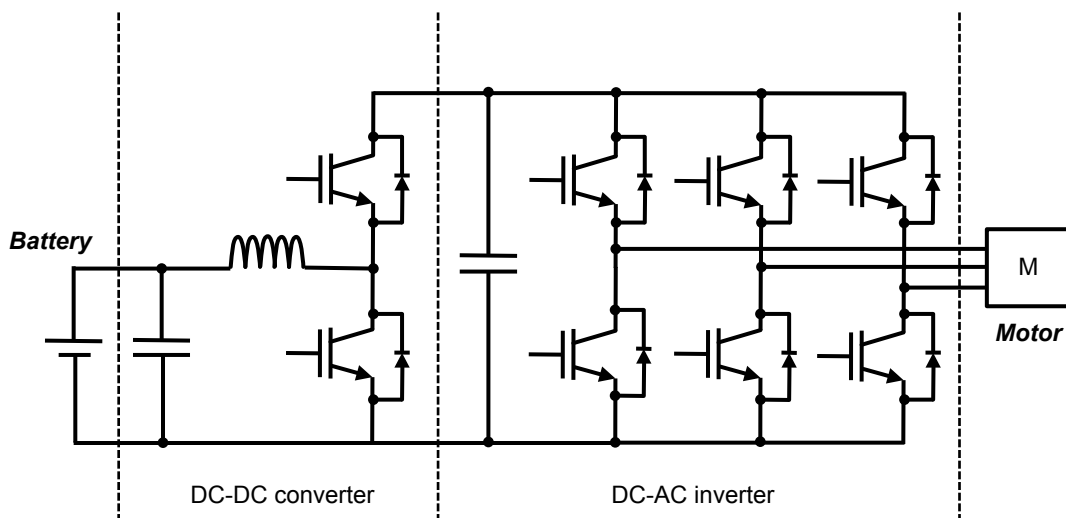 Battery
M
Motor
DC-DC converter
DC-AC inverter